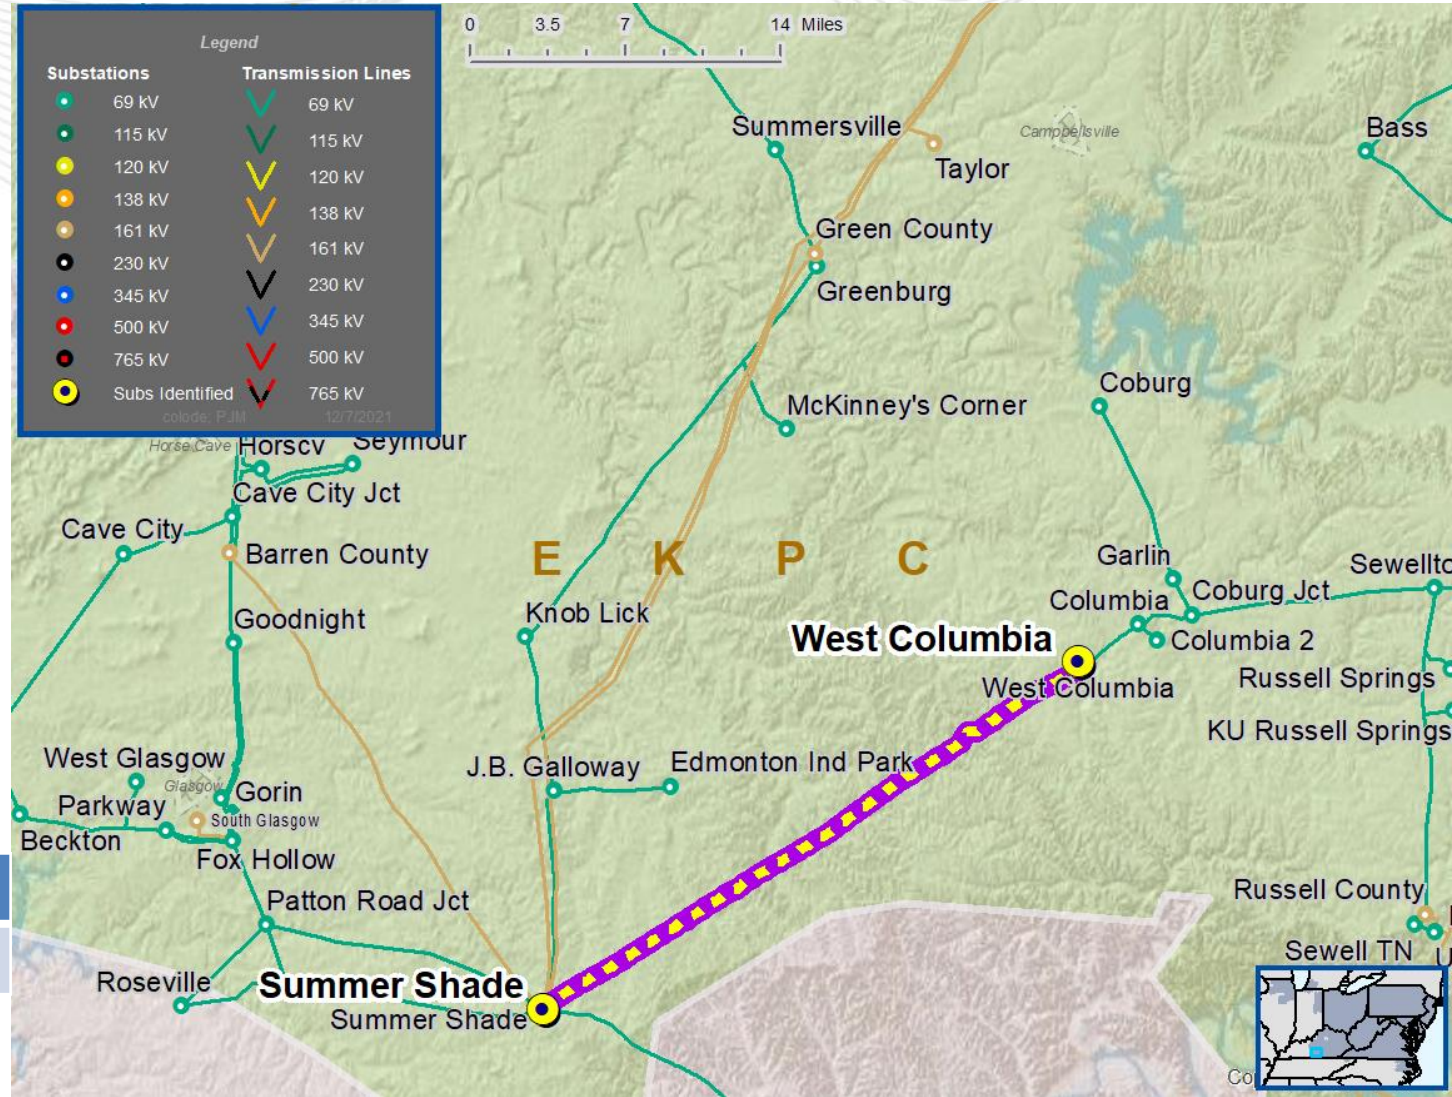 Legend
Substations
69 kV
115 kV
120 kV
138 kV
161 kV
230 kV
345 kV
500 kV
765 kV
Subs Identified
Transmission Lines
69 kV
115 kV
120 kV
138 kV
161 kV
230 kV
345 kV
500 kV
765 kV
colode: PJM
12/7/2021
0 3.5 7 14 Miles
Summersville
Taylor
Campbellsville
Bass
Green County
Greenburg
Coburg
McKinney's Corner
Horse Cave
Horscv
Seymour
Cave City Jct
Cave City
Barren County
E K P C
Garlin
Sewellto
Columbia
Coburg Jct
Knob Lick
Goodnight
West Columbia
Columbia 2
West Columbia
Russell Springs
KU Russell Springs
West Glasgow
J.B. Galloway
Edmonton Ind Park
Glasgow
Gorin
Parkway
South Glasgow
Beckton
Fox Hollow
Patton Road Jct
Russell County
Sewell TN
Roseville
Summer Shade
Summer Shade